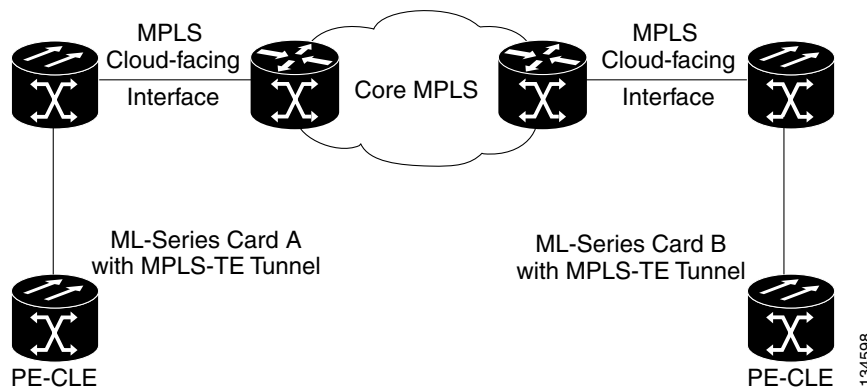 MPLS
Cloud-facing
Interface
Core MPLS
MPLS
Cloud-facing
Interface
ML-Series Card A
with MPLS-TE Tunnel
ML-Series Card B
with MPLS-TE Tunnel
PE-CLE
PE-CLE
134598